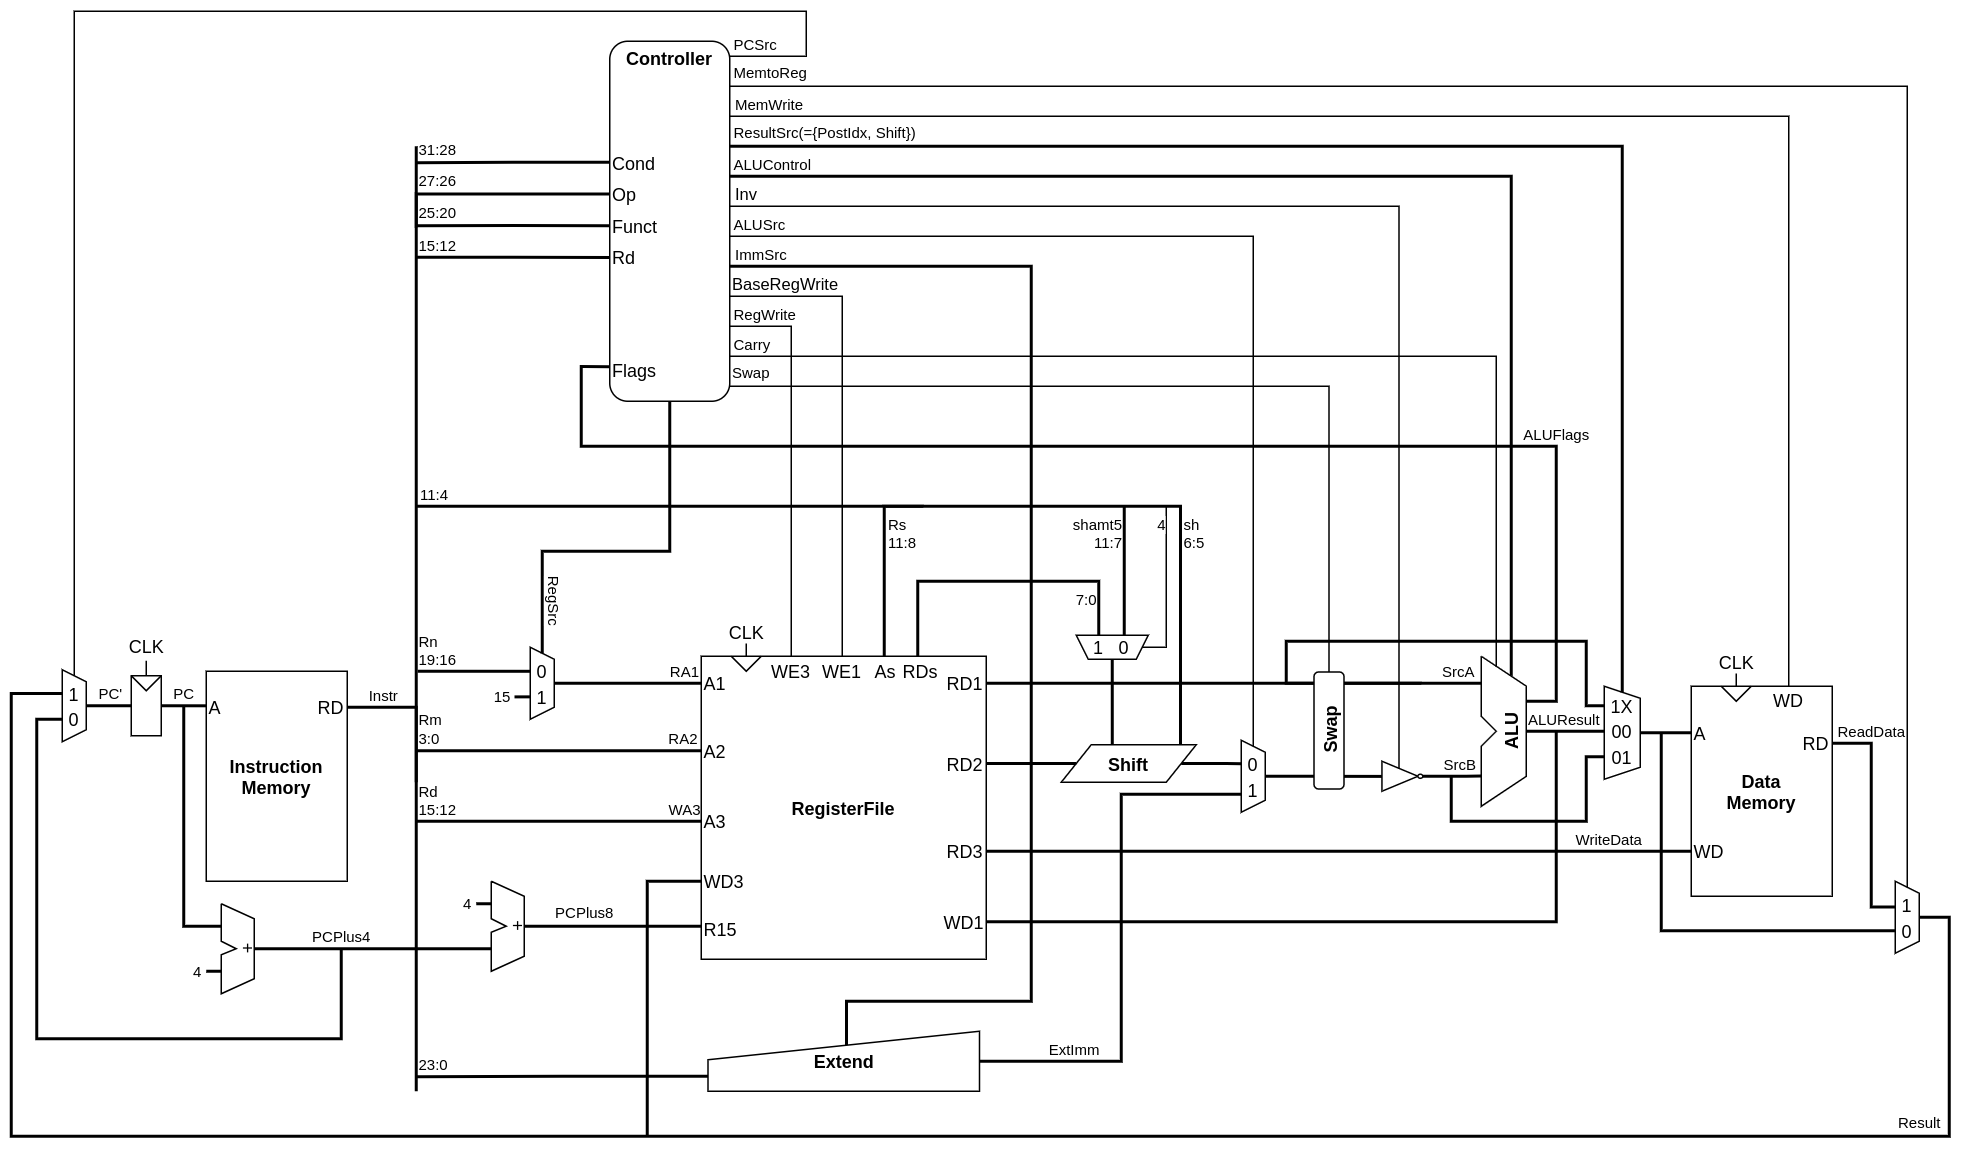 PCSrc
Controller
MemtoReg
MemWrite
ResultSrc(={PostIdx, Shift})
31:28
Cond
ALUControl
27:26
Op
Inv
25:20
Funct
ALUSrc
15:12
Rd
ImmSrc
BaseRegWrite
RegWrite
Carry
Flags
Swap
ALUFlags
11:4
Rs
11:8
shamt5
11:7
4
sh
6:5
RegSrc
7:0
CLK
CLK
CLK
Rn
19:16
0
1
15
RA1
A1
WE3
WE1
As
RDs
RD1
1
0
SrcA
1
0
PC'
PC
A
RD
Instr
Instruction
Memory
Rm
3:0
RA2
A2
RD2
Shift
0
1
Swap
SrcB
ALU
ALUResult
1X
00
01
A
WD
RD
ReadData
Data
Memory
Rd
15:12
WA3
A3
RegisterFile
RD3
WriteData
WD
WD3
4
+
PCPlus8
R15
WD1
1
0
PCPlus4
+
4
23:0
Extend
ExtImm
Result